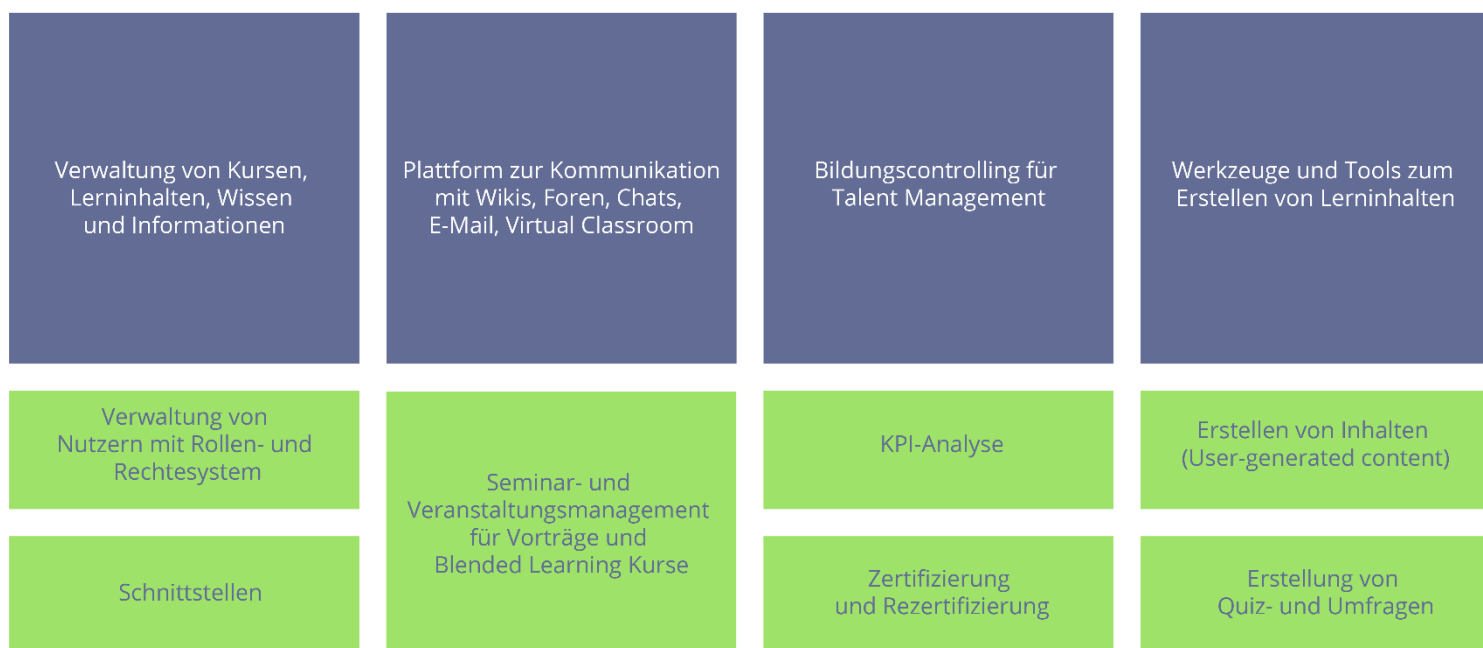 Verwaltung von Kursen,
Lerninhalten, Wissen
und Informationen
Plattform zur Kommunikation
mit Wikis, Foren, Chats,
E-Mail, Virtual Classroom
Bildungscontrolling für
Talent Management
Werkzeuge und Tools zum
Erstellen von Lerninhalten
Verwaltung von
Nutzern mit Rollen- und
Rechtesystem
Schnittstellen
Seminar- und
Veranstaltungsmanagement
für Vorträge und
Blended Learning Kurse
KPI-Analyse
Zertifizierung
und Rezertifizierung
Erstellen von Inhalten
(User-generated content)
Erstellung von
Quiz- und Umfragen